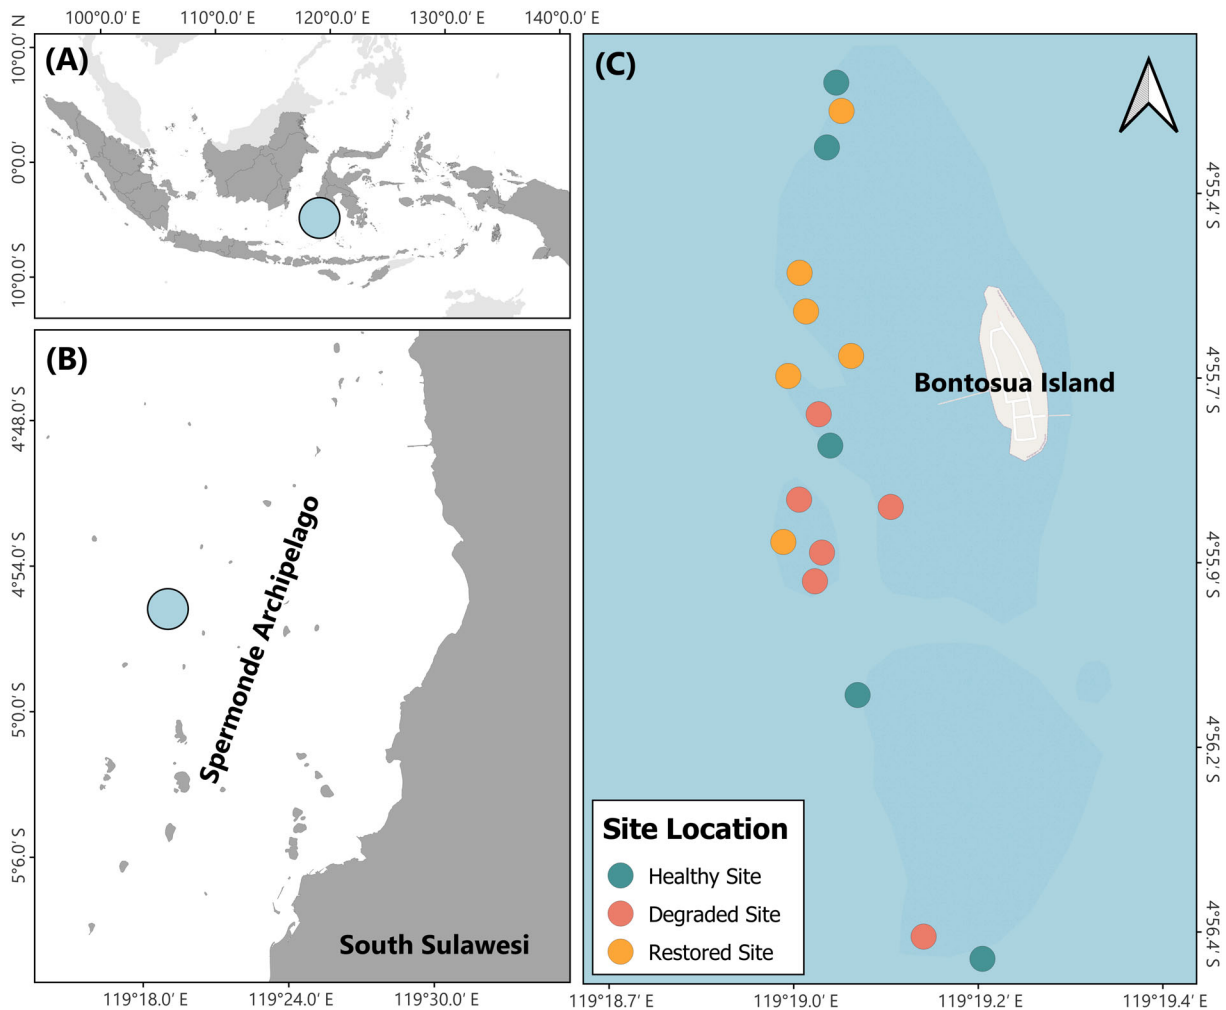 100°0.0′ E
110°0.0′ E
120°0.0′ E
130°0.0′ E
140°0.0′ E
10°0.0′ N
0°0.0′
10°0.0′ S
(A)
(B)
4°48.0′ S
4°54.0′ S
5°0.0′ S
5°6.0′ S
Spermonde Archipelago
South Sulawesi
119°18.0′ E
119°24.0′ E
119°30.0′ E
(C)
Bontosua Island
4°55.4′ S
4°55.7′ S
4°55.9′ S
4°56.2′ S
4°56.4′ S
Site Location
Healthy Site
Degraded Site
Restored Site
119°18.7′ E
119°19.0′ E
119°19.2′ E
119°19.4′ E